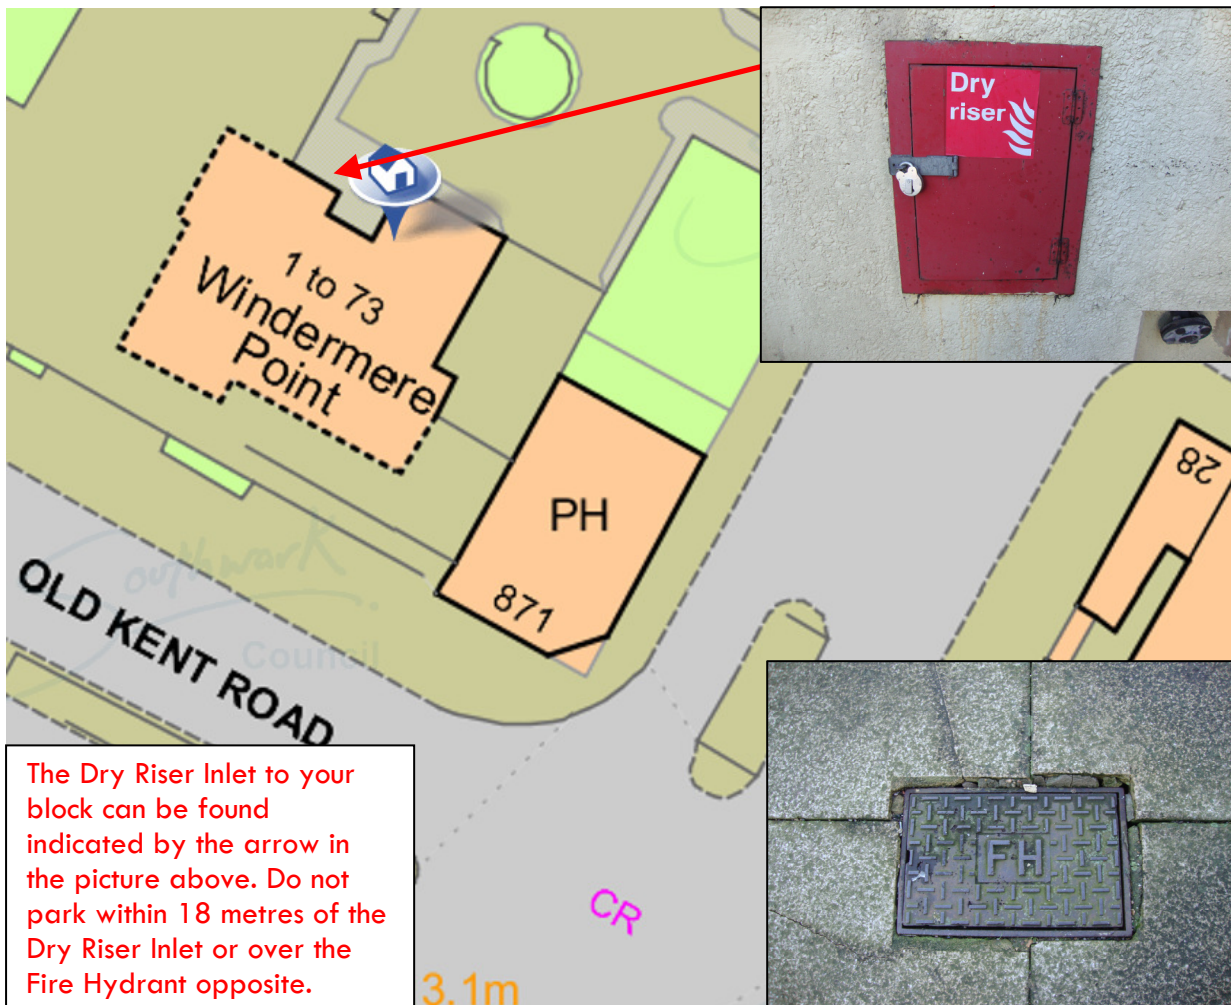 Dry
riser
1 to 73
Windermere
Point
28
PH
871
OLD KENT ROAD
Southwark
Council
FH
CR
3.1m
The Dry Riser Inlet to your
block can be found
indicated by the arrow in
the picture above. Do not
park within 18 metres of the
Dry Riser Inlet or over the
Fire Hydrant opposite.